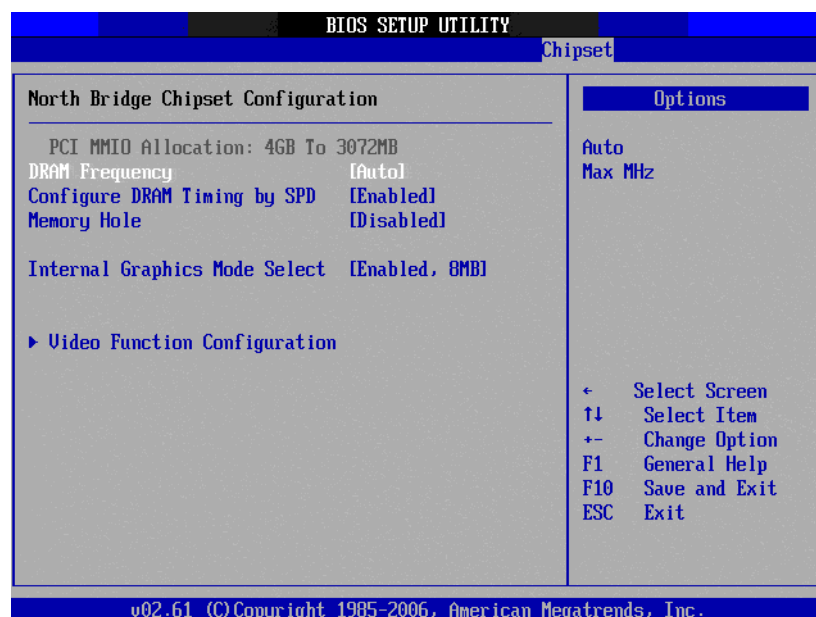 BIOS SETUP UTILITY
Chipset
North Bridge Chipset Configuration
PCI MMIO Allocation: 4GB To 3072MB
DRAM Frequency [Auto]
Configure DRAM Timing by SPD [Enabled]
Memory Hole [Disabled]
Internal Graphics Mode Select [Enabled, 8MB]
▶ Video Function Configuration
Options
Auto
Max MHz
← Select Screen
↑↓ Select Item
+- Change Option
F1 General Help
F10 Save and Exit
ESC Exit
v02.61 (C)Copyright 1985-2006, American Megatrends, Inc.